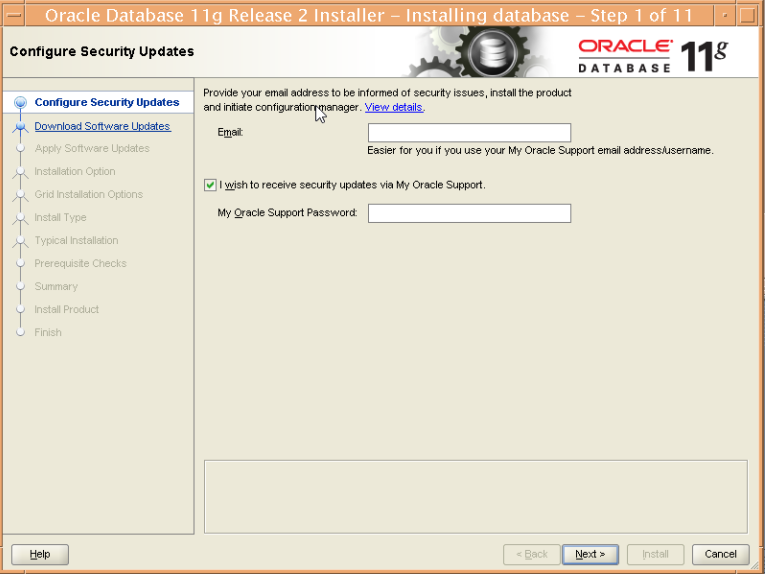 Oracle Database 11g Release 2 Installer – Installing database – Step 1 of 11
Configure Security Updates
ORACLE
DATABASE
11g
Configure Security Updates
Download Software Updates
Apply Software Updates
Installation Option
Grid Installation Options
Install Type
Typical Installation
Prerequisite Checks
Summary
Install Product
Finish
Provide your email address to be informed of security issues, install the product
and initiate configuration manager. View details.
Email:
Easier for you if you use your My Oracle Support email address/username.
I wish to receive security updates via My Oracle Support.
My Oracle Support Password:
Help
< Back
Next >
Install
Cancel